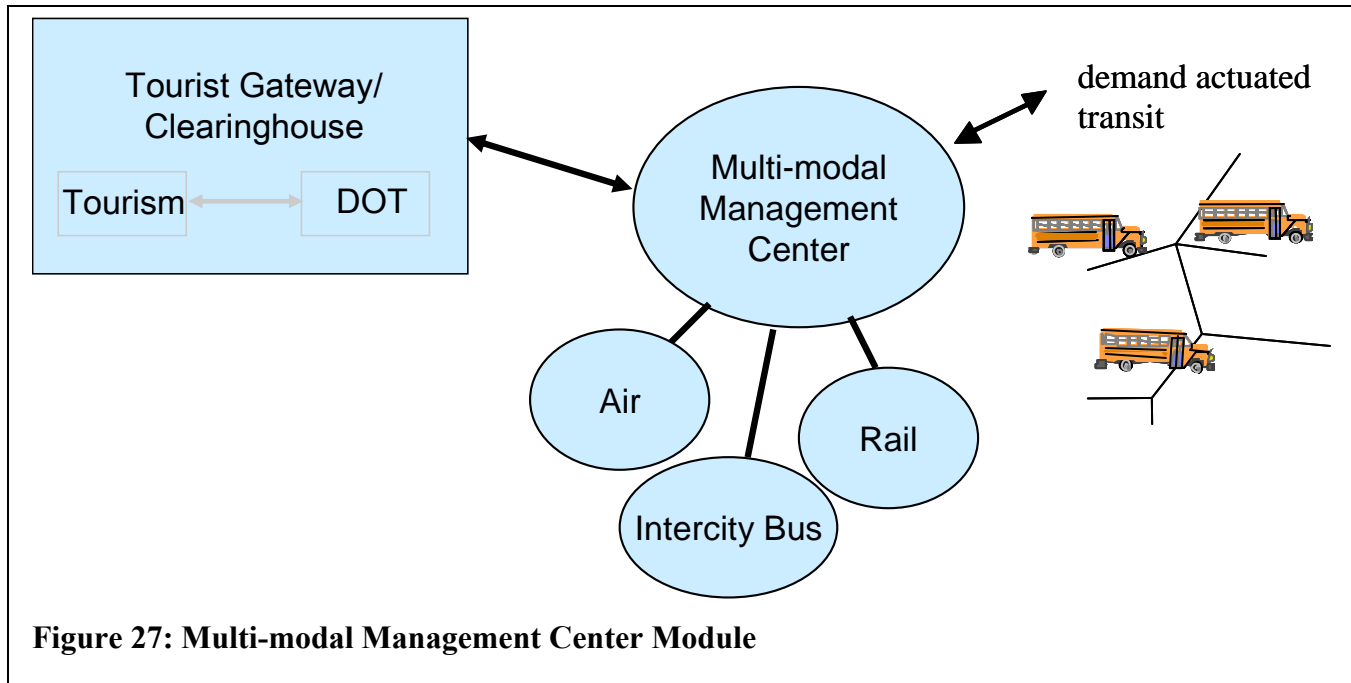 Tourist Gateway/
Clearinghouse
Tourism
DOT
Multi-modal
Management
Center
demand actuated
transit
Air
Rail
Intercity Bus
Figure 27: Multi-modal Management Center Module